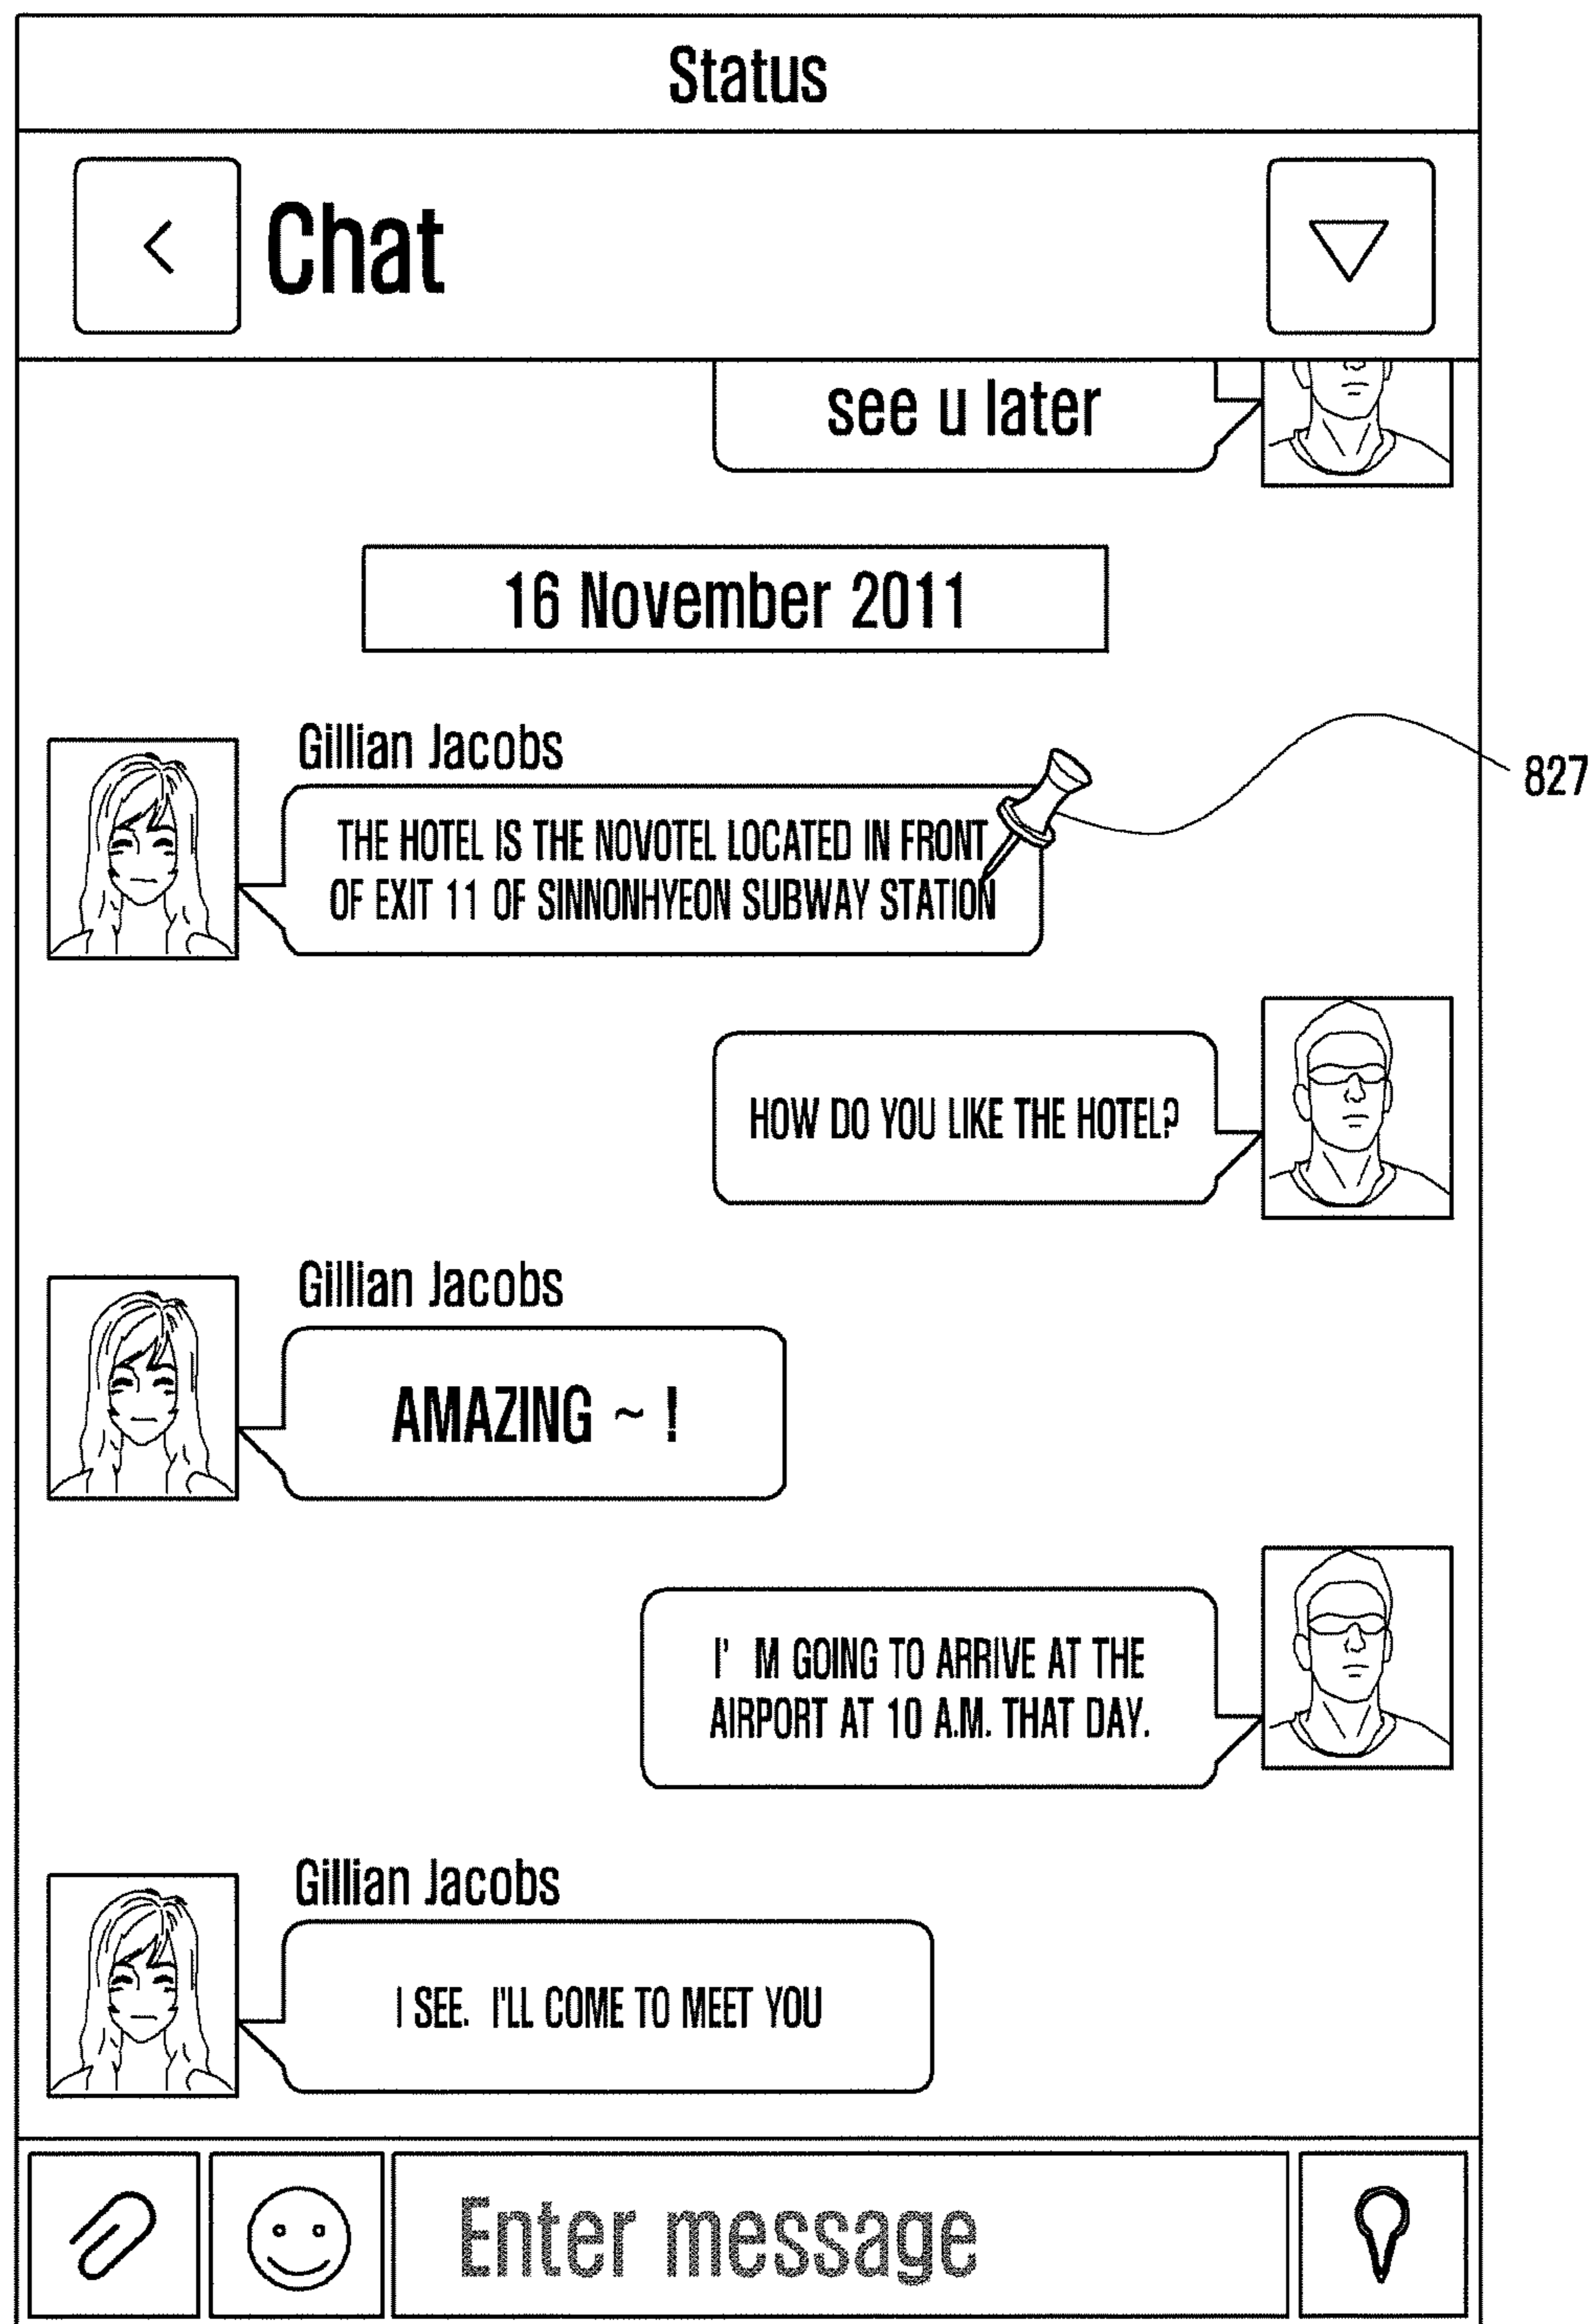 Status
Chat
see u later
16 November 2011
Gillian Jacobs
827
THE HOTEL IS THE NOVOTEL LOCATED IN FRONT
OF EXIT 11 OF SINNONHYEON SUBWAY STATION
HOW DO YOU LIKE THE HOTEL?
Gillian Jacobs
AMAZING ~ !
I' M GOING TO ARRIVE AT THE
AIRPORT AT 10 A.M. THAT DAY.
Gillian Jacobs
I SEE. I'LL COME TO MEET YOU
Enter message